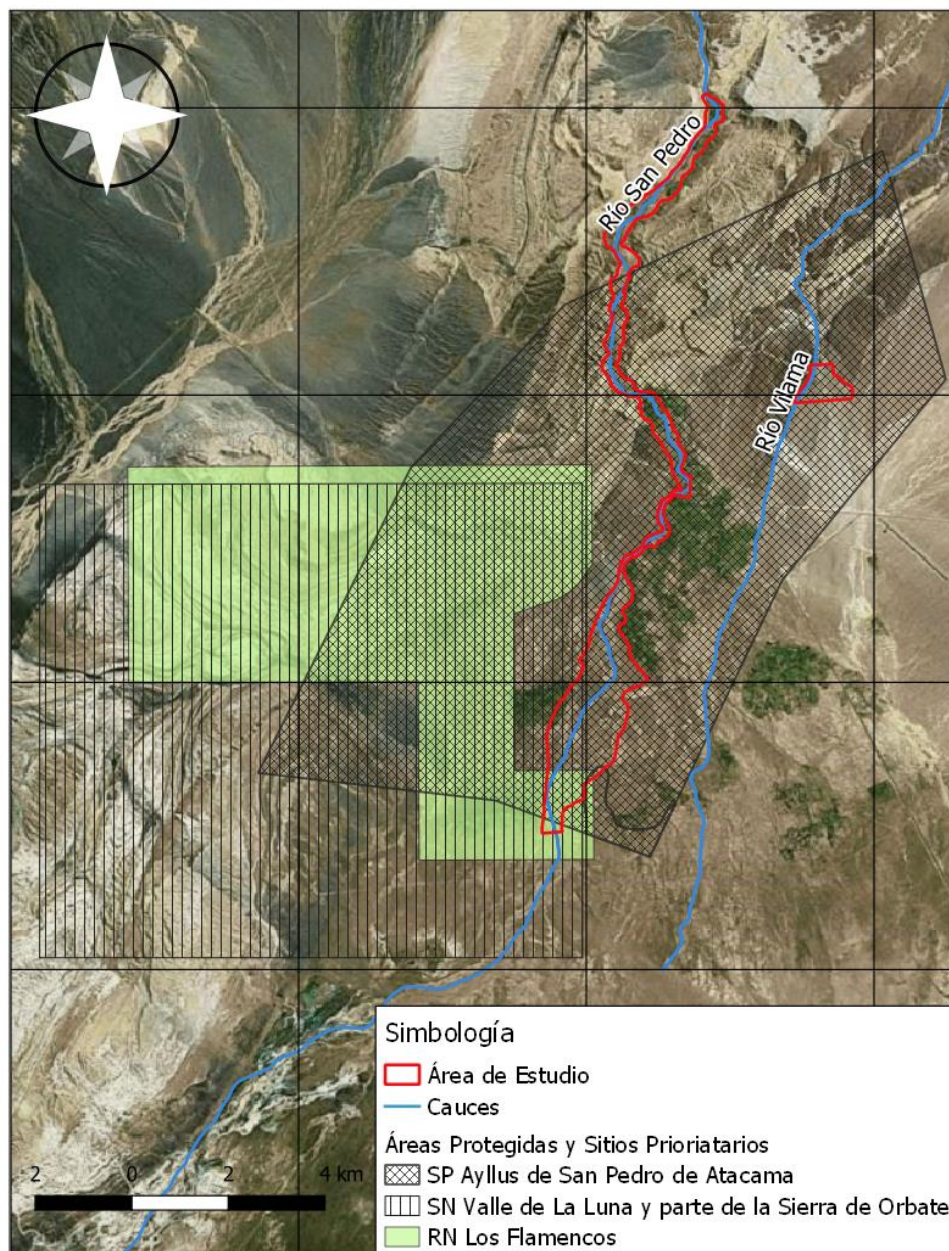 Río San Pedro
Río Vilama
Simbología
Área de Estudio
Cauces
Áreas Protegidas y Sitios Prioriatarios
SP Ayllus de San Pedro de Atacama
SN Valle de La Luna y parte de la Sierra de Orbate
RN Los Flamencos
2 0 2 4 km